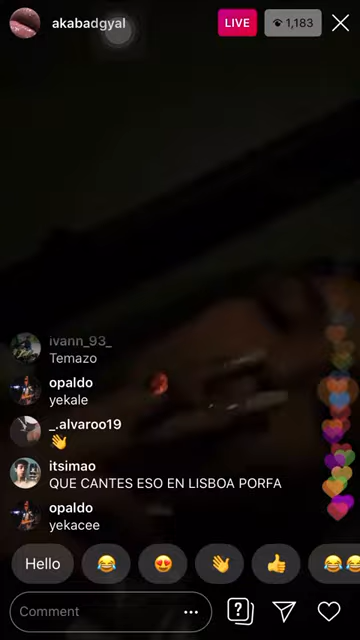 akabadgyal
LIVE
1,183
ivann_93_
Temazo
opaldo
yekale
_.alvaroo19
👋
itsimao
QUE CANTES ESO EN LISBOA PORFA
opaldo
yekacee
Hello 😂 😍 👋 👍 😂😂
Comment